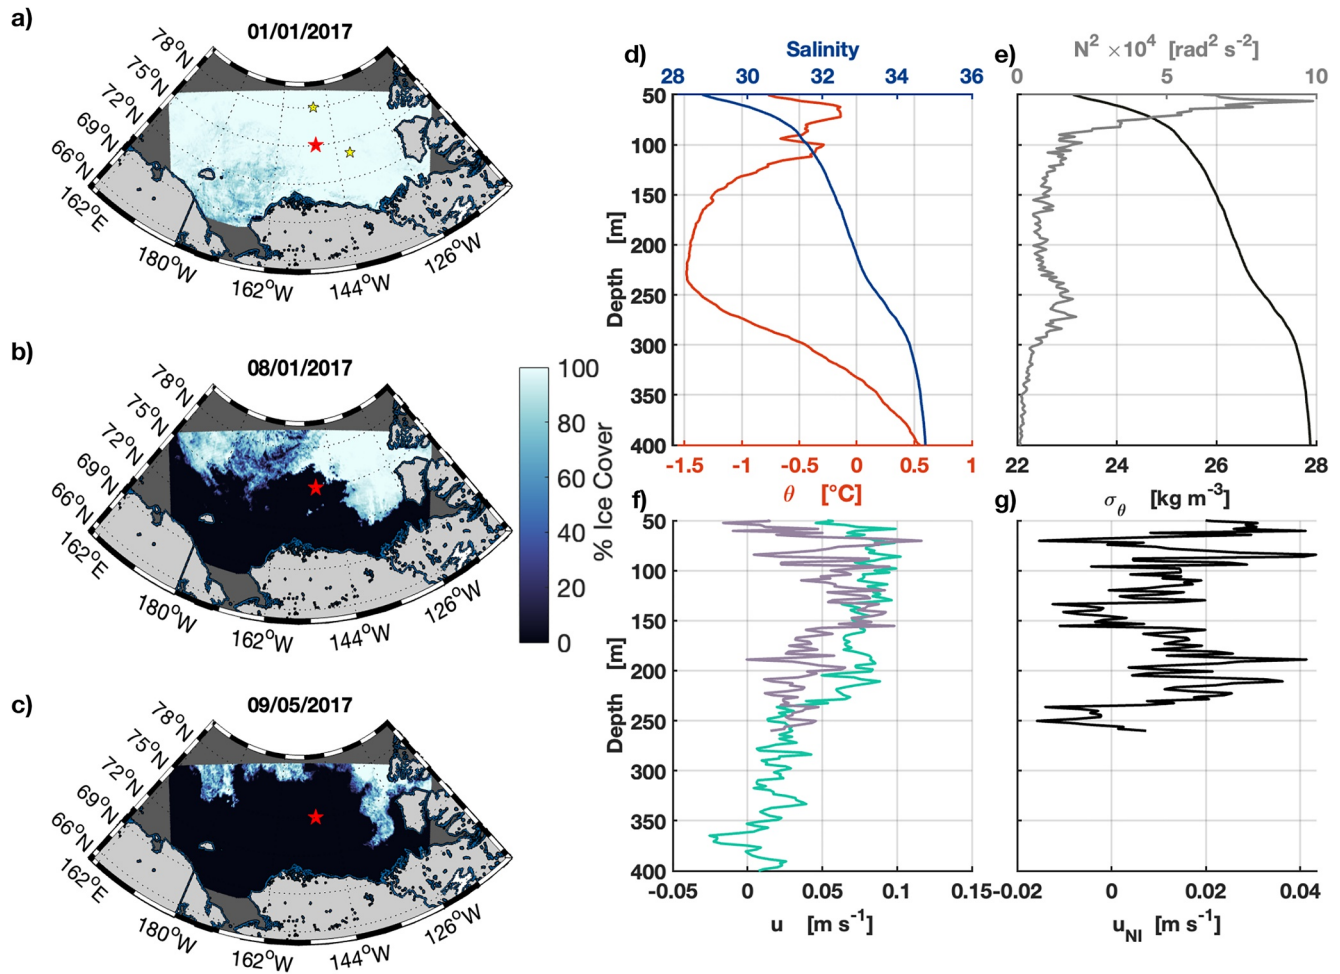 a)
01/01/2017
78°N
75°N
72°N
69°N
66°N
162°E
180°W
162°W
144°W
126°W
b)
08/01/2017
78°N
75°N
72°N
69°N
66°N
162°E
180°W
162°W
144°W
126°W
100
80
60
40
20
0
% Ice Cover
c)
09/05/2017
78°N
75°N
72°N
69°N
66°N
162°E
180°W
162°W
144°W
126°W
d)
Salinity
28 30 32 34 36
50
100
150
200
250
300
350
400
Depth [m]
-1.5 -1 -0.5 0 0.5 1
θ [°C]
e)
N² ×10⁴ [rad² s⁻²]
0 5 10
22 24 26 28
σθ [kg m⁻³]
f)
50
100
150
200
250
300
350
400
Depth [m]
-0.05 0 0.05 0.1 0.15
u [m s⁻¹]
g)
-0.02 0 0.02 0.04
uNI [m s⁻¹]